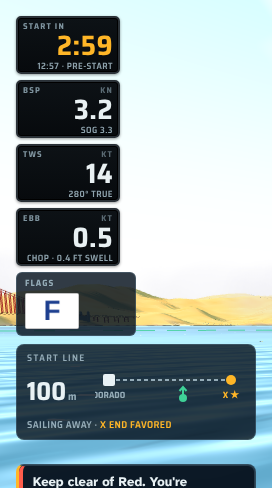 START IN
2:59
12:57 · PRE-START
BSP KN
3.2
SOG 3.3
TWS KT
14
280° TRUE
EBB KT
0.5
CHOP · 0.4 FT SWELL
FLAGS
F
START LINE
100 m
DORADO X ★
SAILING AWAY · X END FAVORED
Keep clear of Red. You're